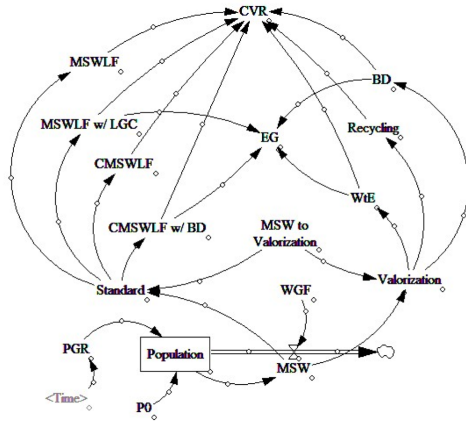 CVR
MSWLF
BD
MSWLF w/ LGC
Recycling
EG
CMSWLF
WtE
CMSWLF w/ BD
MSW to
Valorization
Standard
Valorization
WGF
PGR
Population
MSW
<Time>
P0